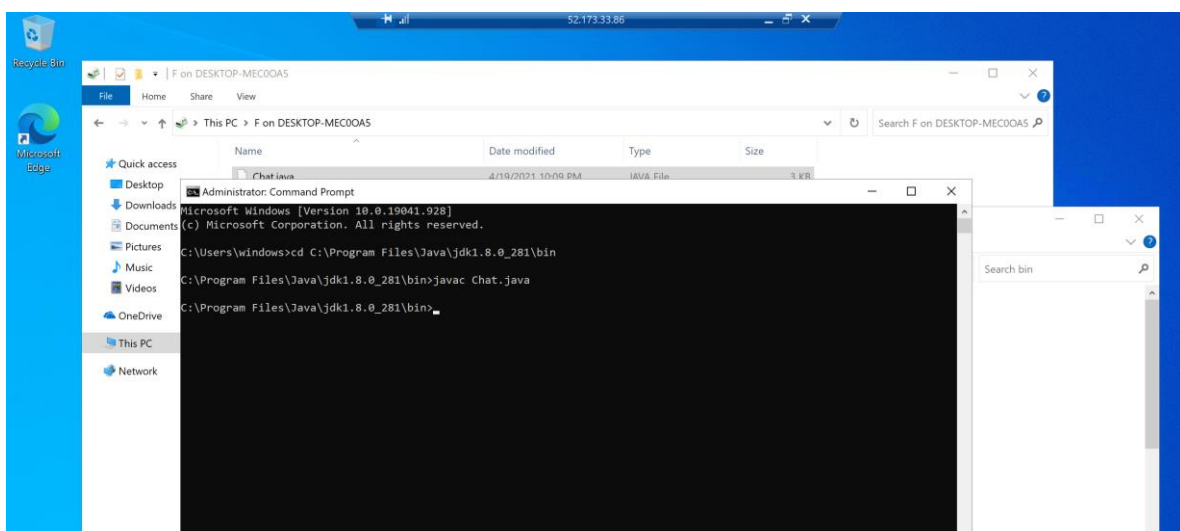 52.173.33.86
Recycle Bin
F on DESKTOP-MEC0OA5
File Home Share View
This PC > F on DESKTOP-MEC0OA5
Search F on DESKTOP-MEC0OA5
Microsoft
Edge
Name Date modified Type Size
Quick access
Chat.java 4/19/2021 10:09 PM JAVA File 3 KB
Desktop
Downloads
Documents
Pictures
Music
Videos
OneDrive
This PC
Network
Administrator: Command Prompt
Microsoft Windows [Version 10.0.19041.928]
(c) Microsoft Corporation. All rights reserved.
C:\Users\windows>cd C:\Program Files\Java\jdk1.8.0_281\bin
C:\Program Files\Java\jdk1.8.0_281\bin>javac Chat.java
C:\Program Files\Java\jdk1.8.0_281\bin>
Search bin